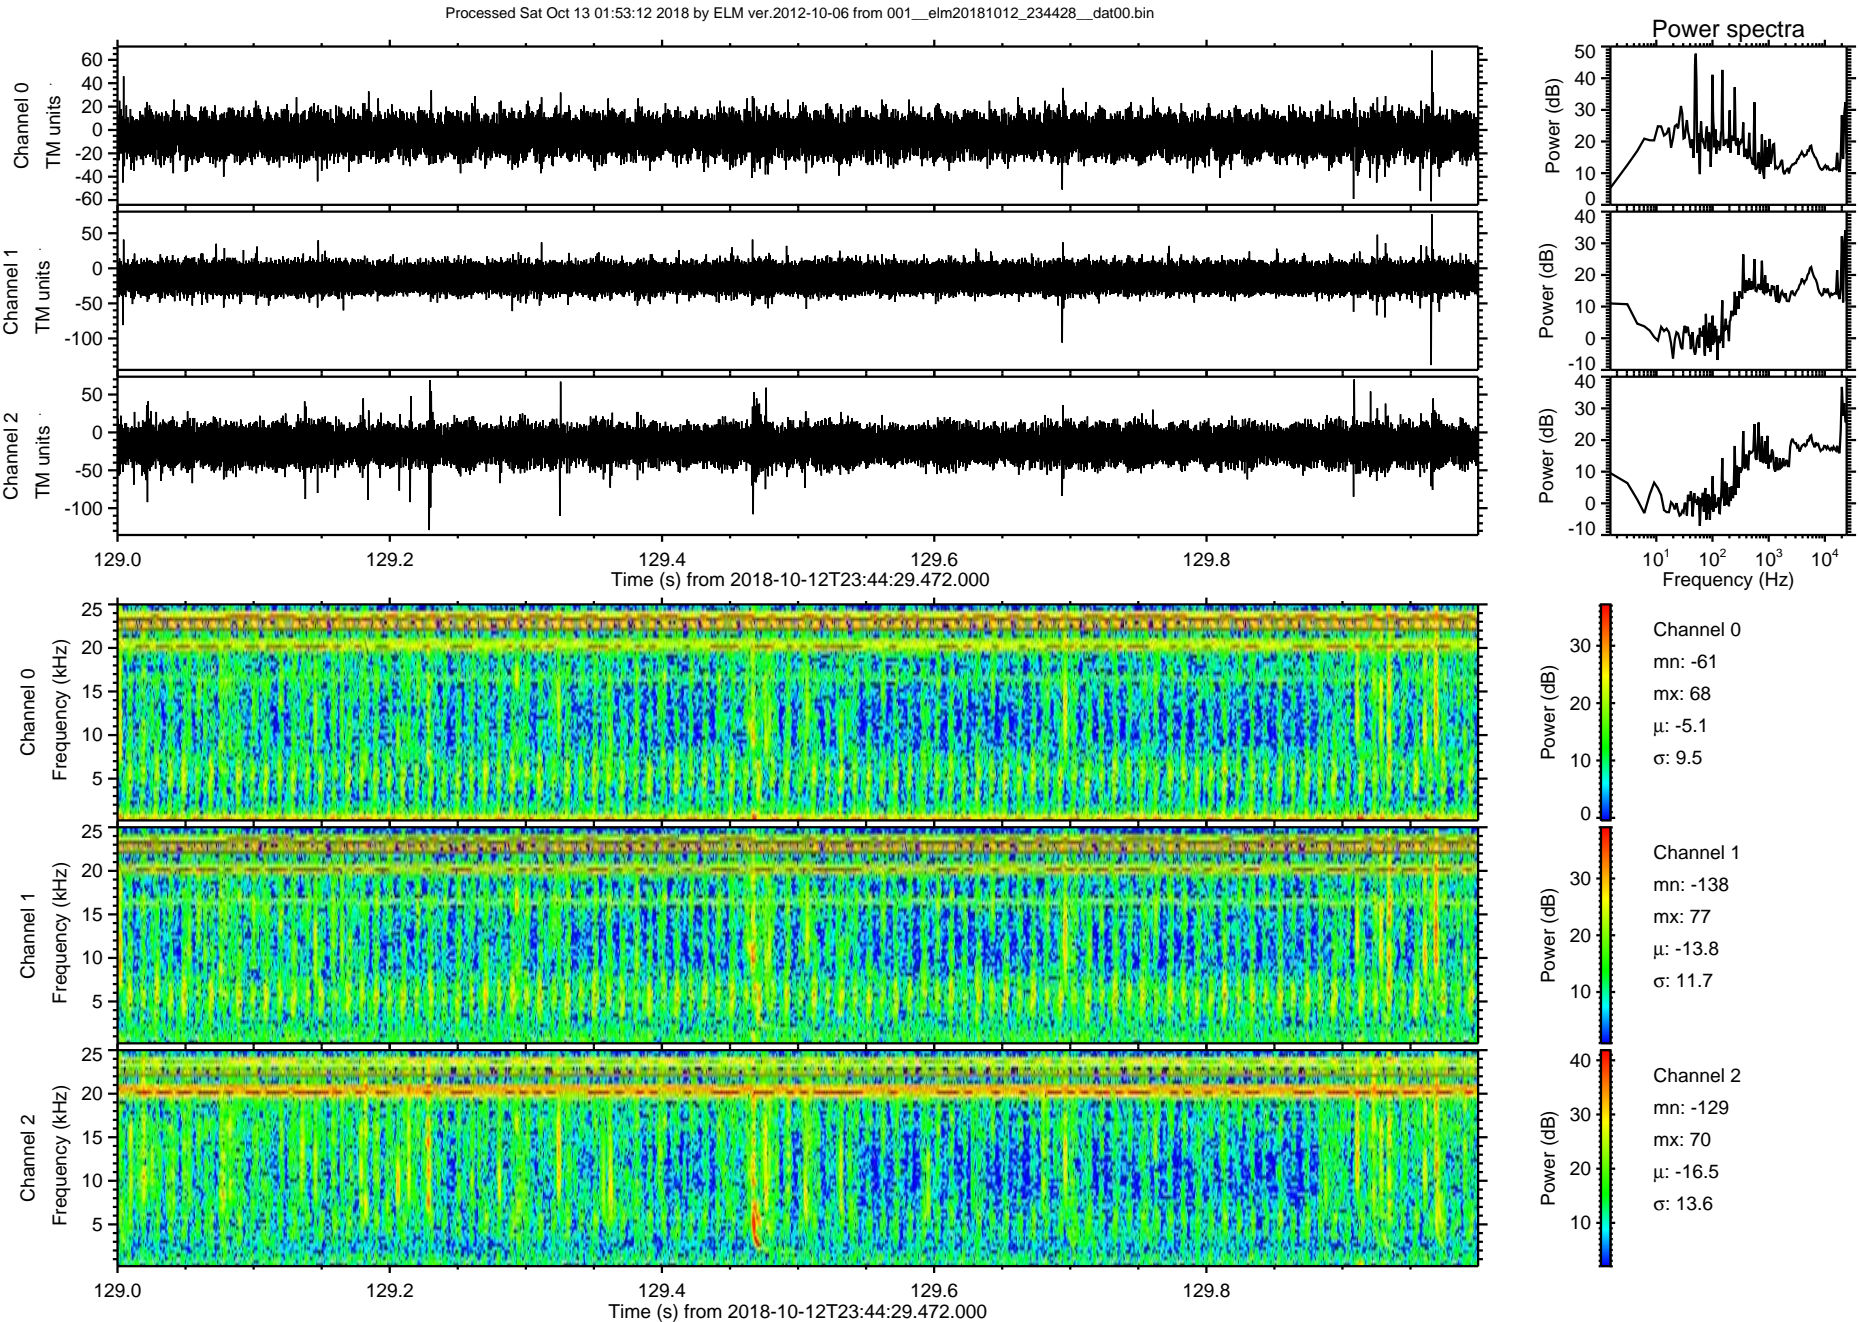 Processed Sat Oct 13 01:53:12 2018 by ELM ver.2012-10-06 from 001__elm20181012_234428__dat00.bin
Power spectra
Channel 0
TM units
60
40
20
0
-20
-40
-60
Power (dB)
50
40
30
20
10
0
Channel 1
TM units
50
0
-50
-100
Power (dB)
40
30
20
10
0
-10
Channel 2
TM units
50
0
-50
-100
Power (dB)
40
30
20
10
0
-10
129.0 129.2 129.4 129.6 129.8
Time (s) from 2018-10-12T23:44:29.472.000
10^1 10^2 10^3 10^4
Frequency (Hz)
Channel 0
Frequency (kHz)
25
20
15
10
5
Power (dB)
30
20
10
0
Channel 0
mn: -61
mx: 68
μ: -5.1
σ: 9.5
Channel 1
Frequency (kHz)
25
20
15
10
5
Power (dB)
30
20
10
Channel 1
mn: -138
mx: 77
μ: -13.8
σ: 11.7
Channel 2
Frequency (kHz)
25
20
15
10
5
Power (dB)
40
30
20
10
Channel 2
mn: -129
mx: 70
μ: -16.5
σ: 13.6
129.0 129.2 129.4 129.6 129.8
Time (s) from 2018-10-12T23:44:29.472.000